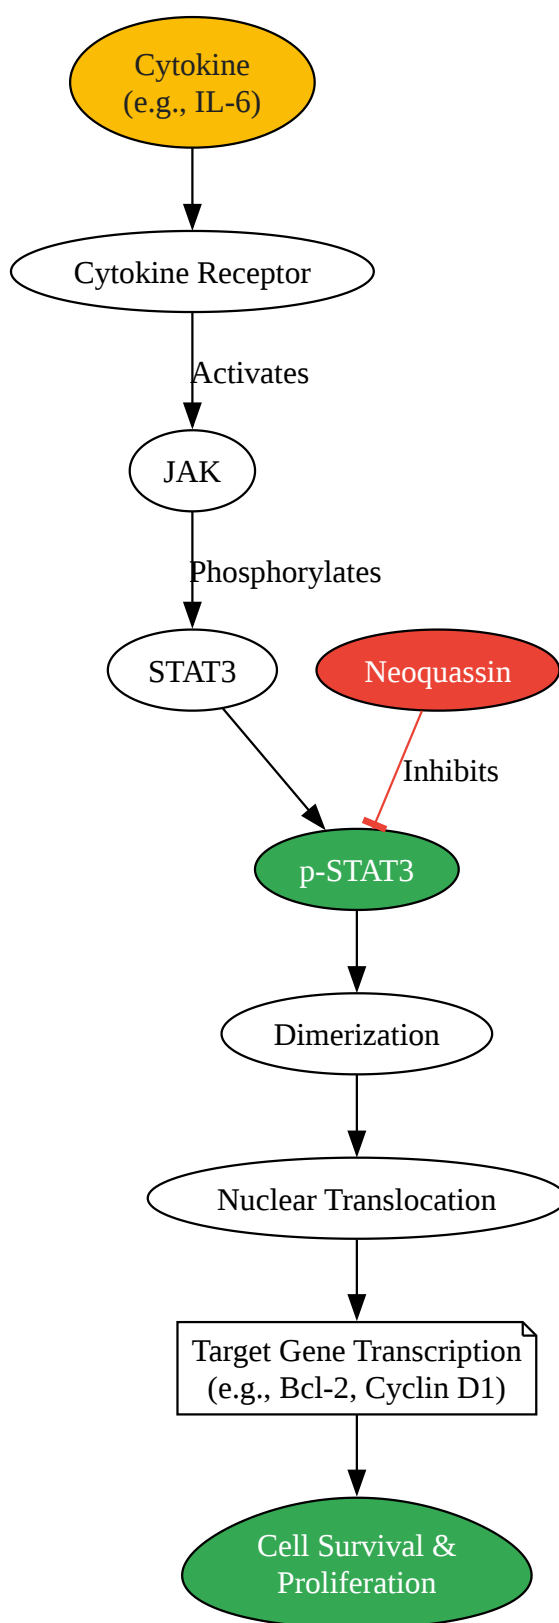 Cytokine
(e.g., IL-6)
Cytokine Receptor
Activates
JAK
Phosphorylates
STAT3
Neoquassin
Inhibits
p-STAT3
Dimerization
Nuclear Translocation
Target Gene Transcription
(e.g., Bcl-2, Cyclin D1)
Cell Survival &
Proliferation